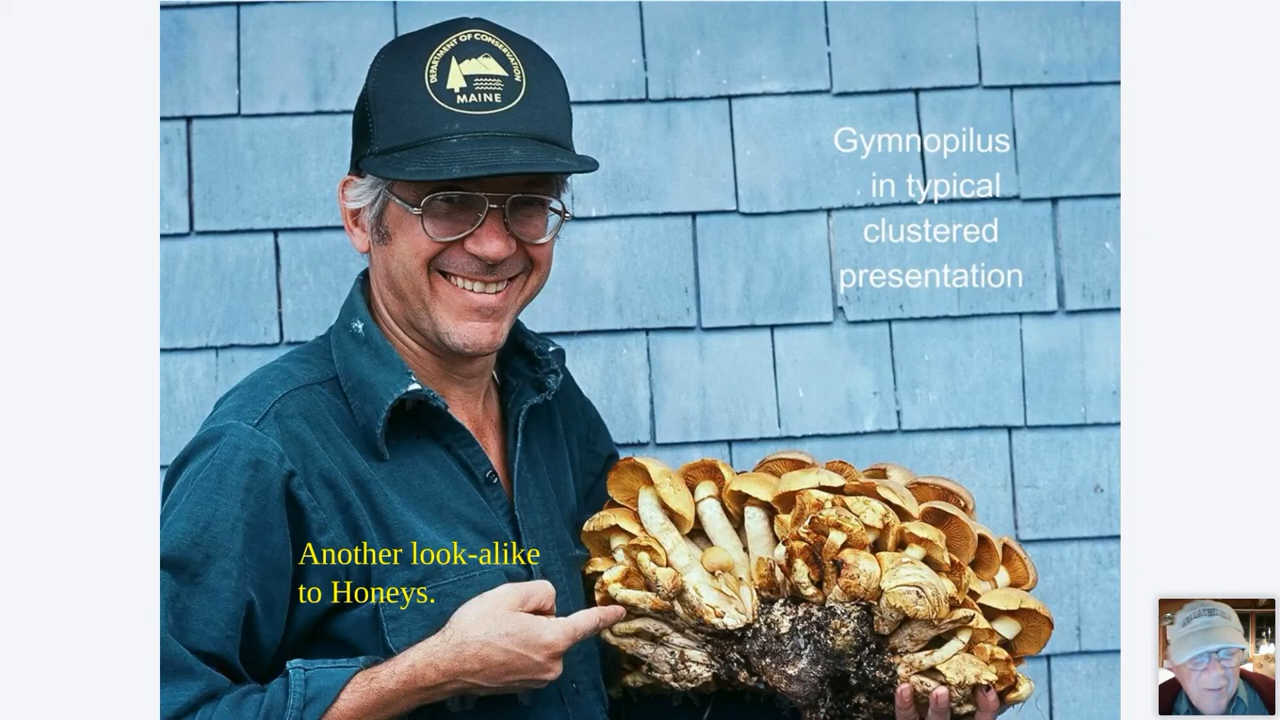 DEPARTMENT OF CONSERVATION
MAINE
Gymnopilus
in typical
clustered
presentation
Another look-alike
to Honeys.